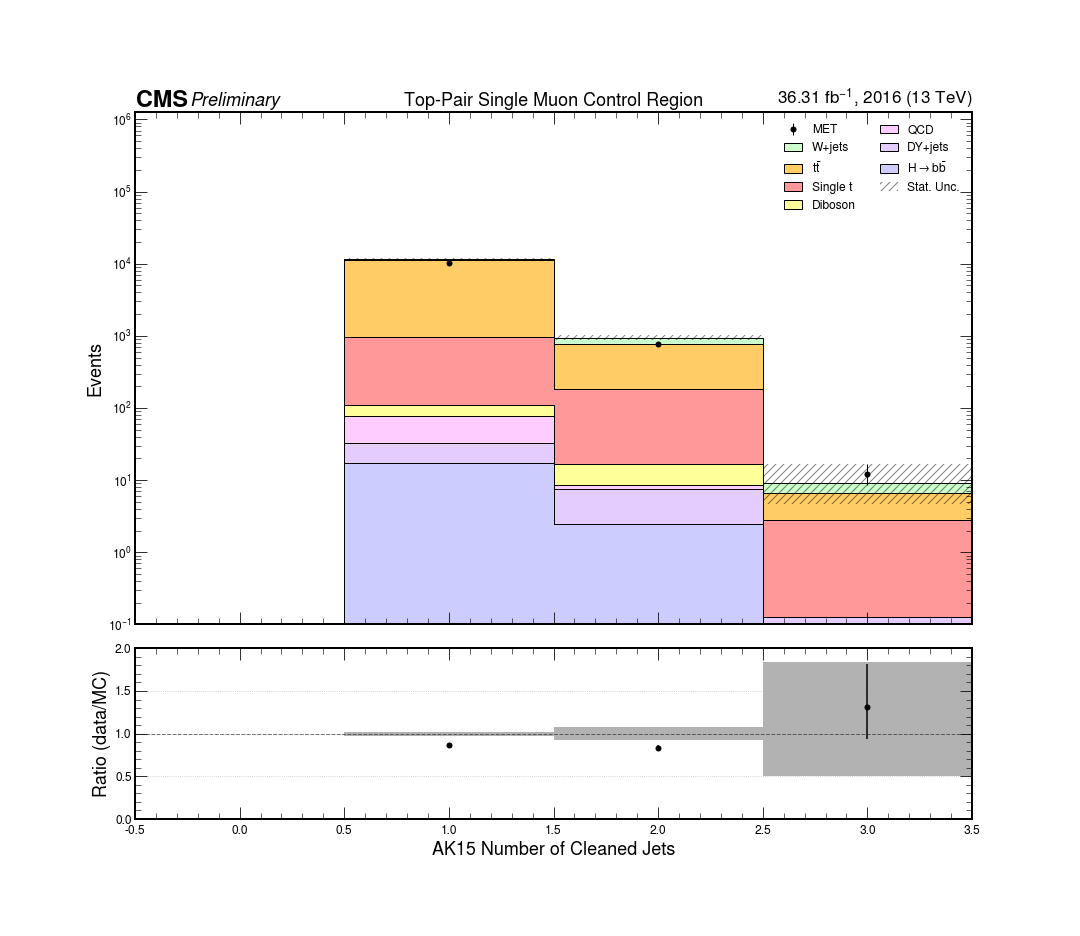 CMS Preliminary Top-Pair Single Muon Control Region 36.31 fb⁻¹, 2016 (13 TeV)
MET QCD
W+jets DY+jets
tt̄ H→bb̄
Single t Stat. Unc.
Diboson
10⁶
10⁵
10⁴
10³
10²
10¹
10⁰
10⁻¹
Events
2.0
1.5
1.0
0.5
0.0
Ratio (data/MC)
-0.5 0.0 0.5 1.0 1.5 2.0 2.5 3.0 3.5
AK15 Number of Cleaned Jets